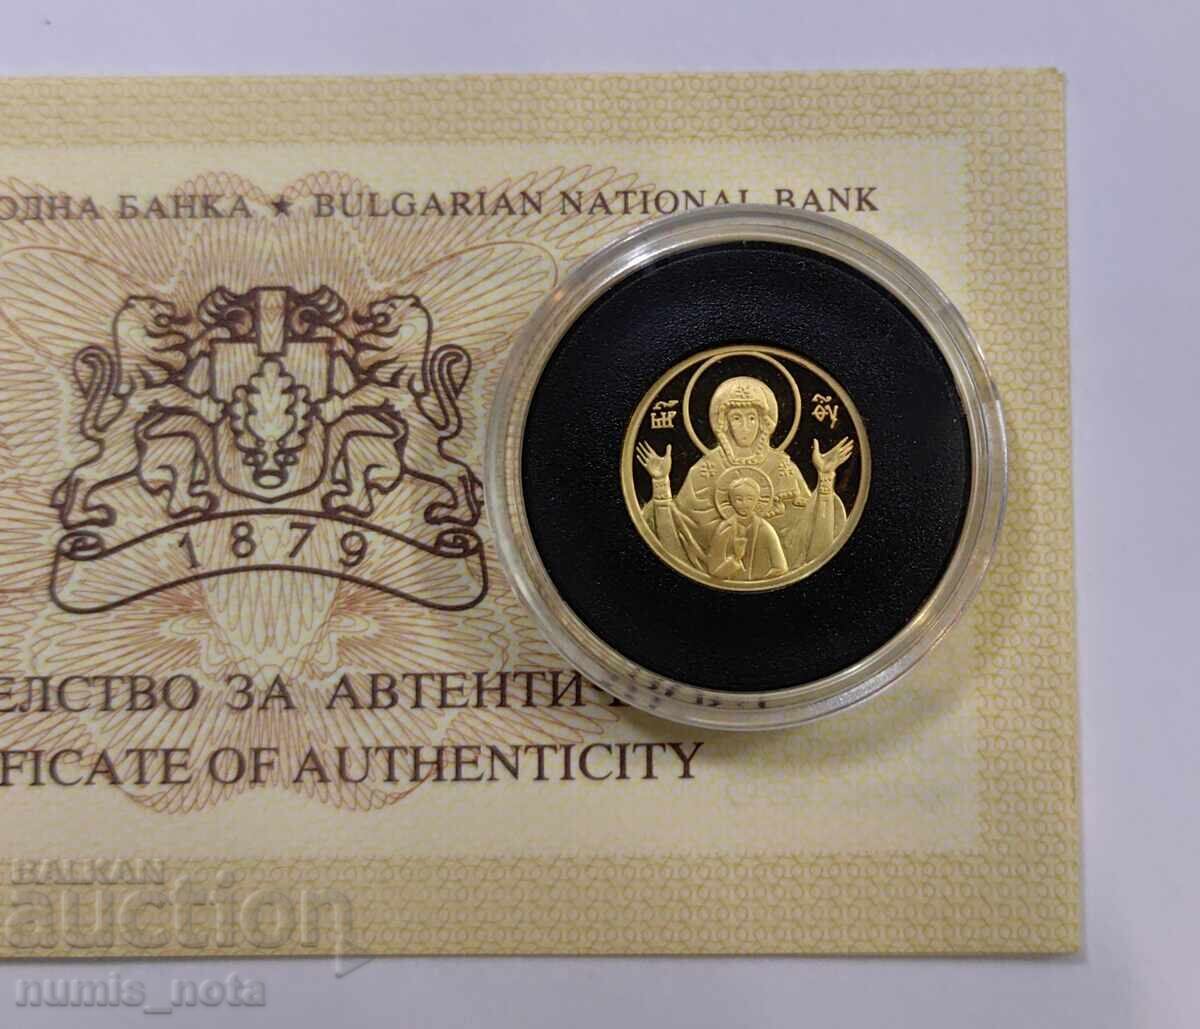 ОДНА БАНКА ★ BULGARIAN NATIONAL BANK
1879
ЕЛСТВО ЗА АВТЕНТИ
FICATE OF AUTHENTICITY
BALKAN
auction
numis_nota